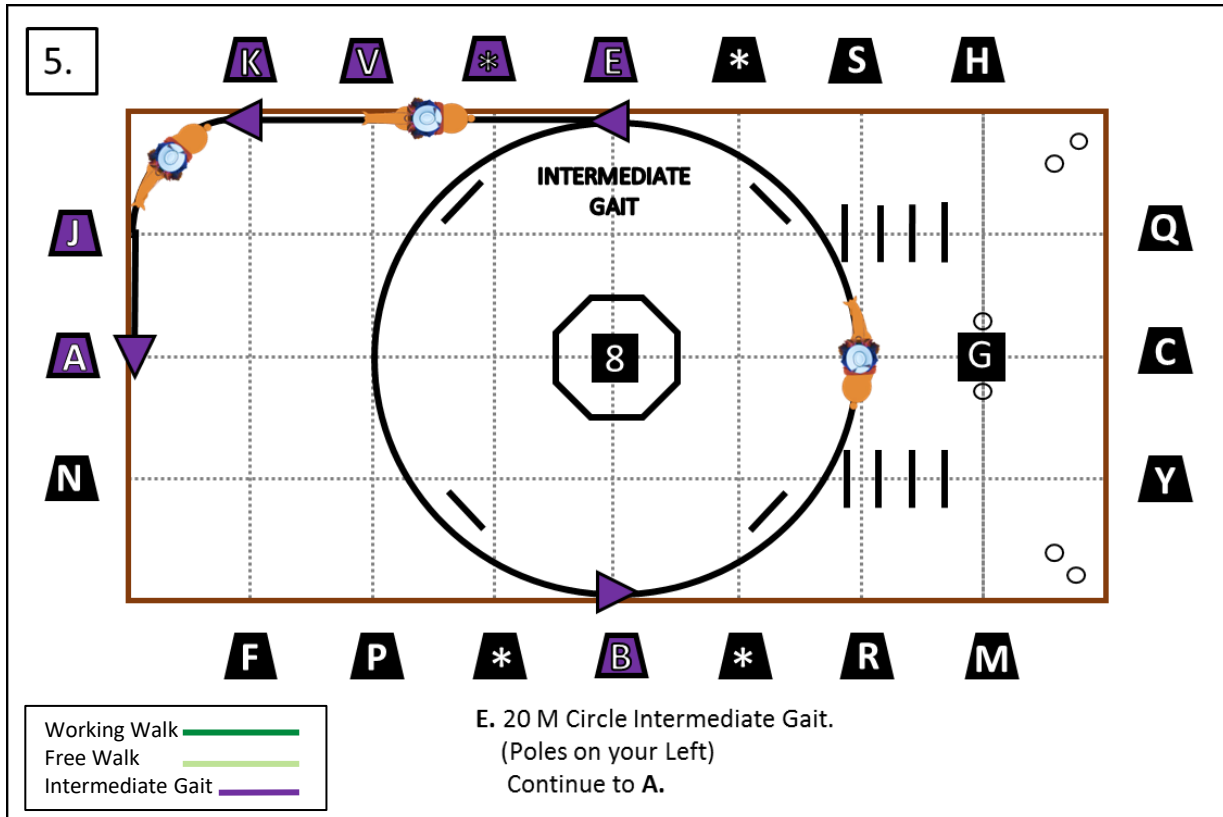 5.
K V * E * S H
INTERMEDIATE
GAIT
J Q
A 8 G C
N Y
F P * B * R M
Working Walk
Free Walk
Intermediate Gait
E. 20 M Circle Intermediate Gait.
(Poles on your Left)
Continue to A.